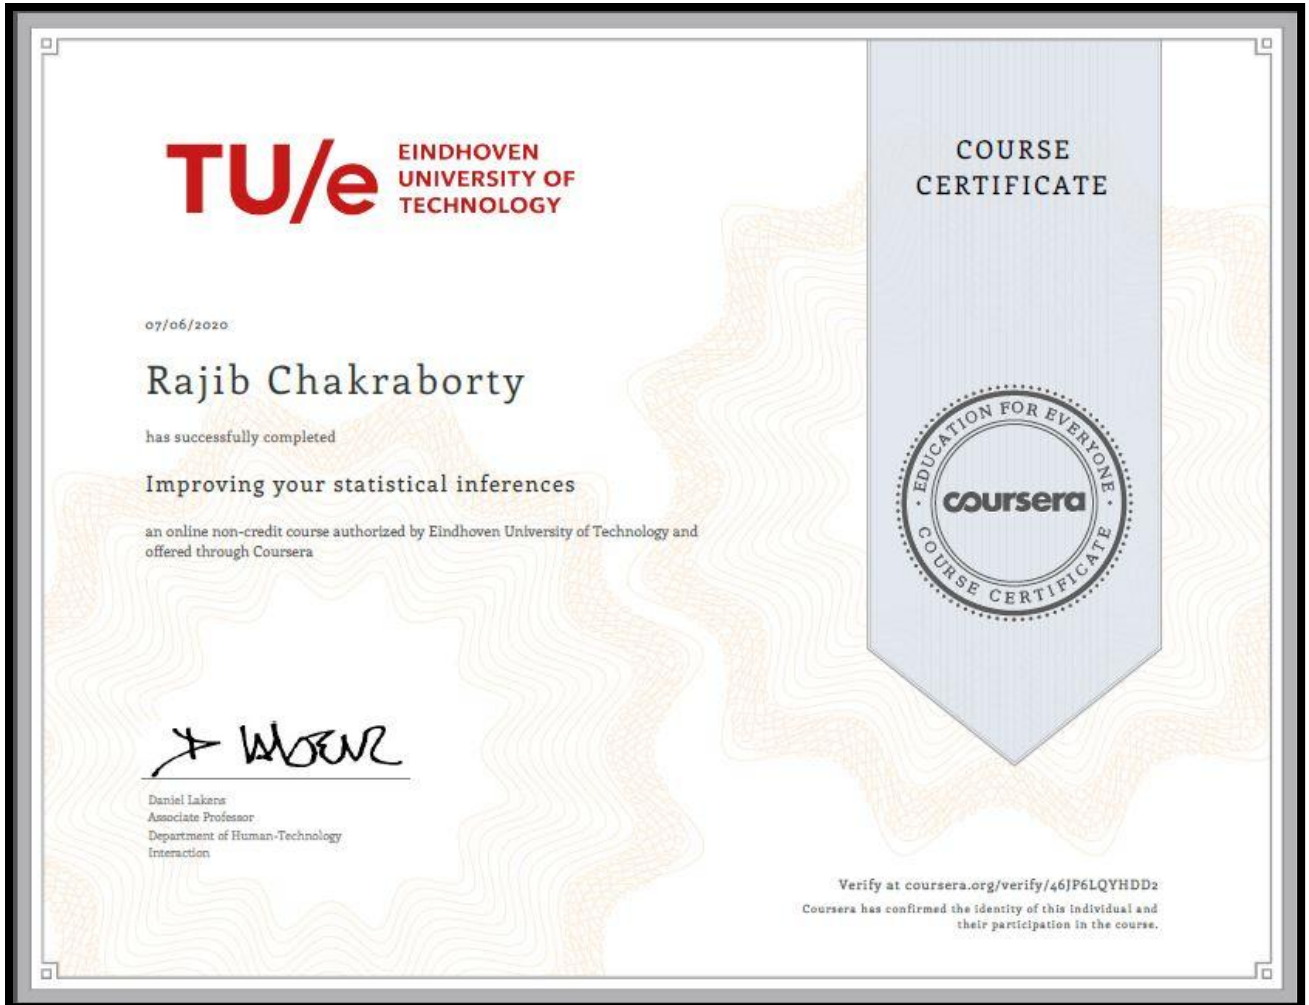 TU/e
EINDHOVEN
UNIVERSITY OF
TECHNOLOGY
COURSE
CERTIFICATE
07/06/2020
Rajib Chakraborty
has successfully completed
Improving your statistical inferences
an online non-credit course authorized by Eindhoven University of Technology and
offered through Coursera
EDUCATION FOR EVERYONE
coursera
COURSE CERTIFICATE
D Lakens
Daniel Lakens
Associate Professor
Department of Human-Technology
Interaction
Verify at coursera.org/verify/46JP6LQYHDD2
Coursera has confirmed the identity of this individual and
their participation in the course.